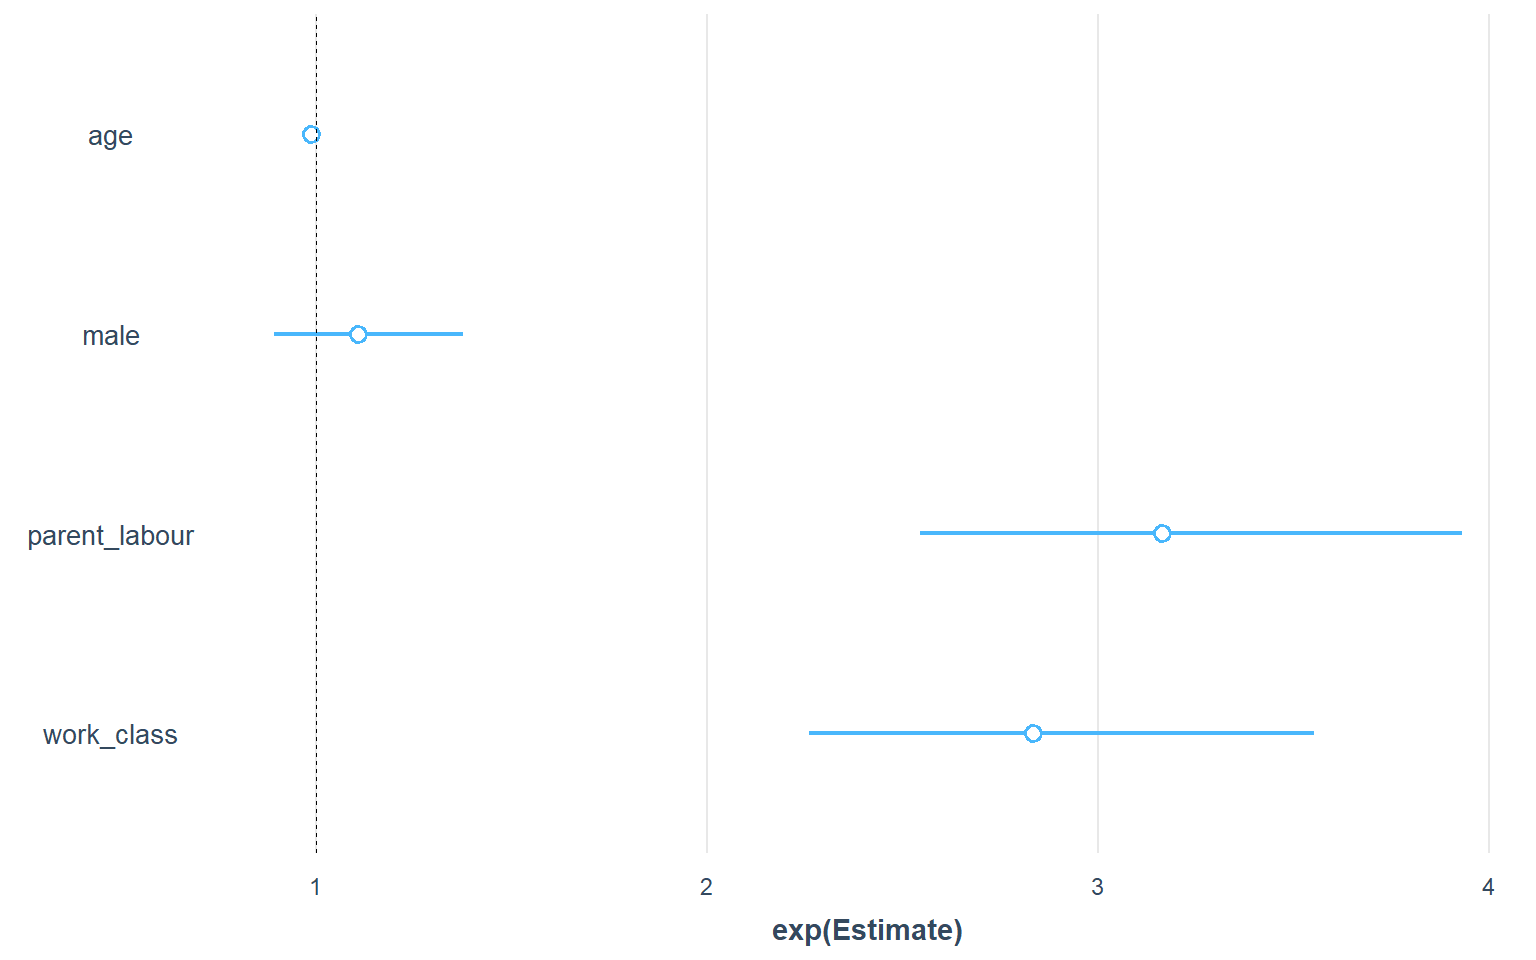 age
male
parent_labour
work_class
1 2 3 4
exp(Estimate)